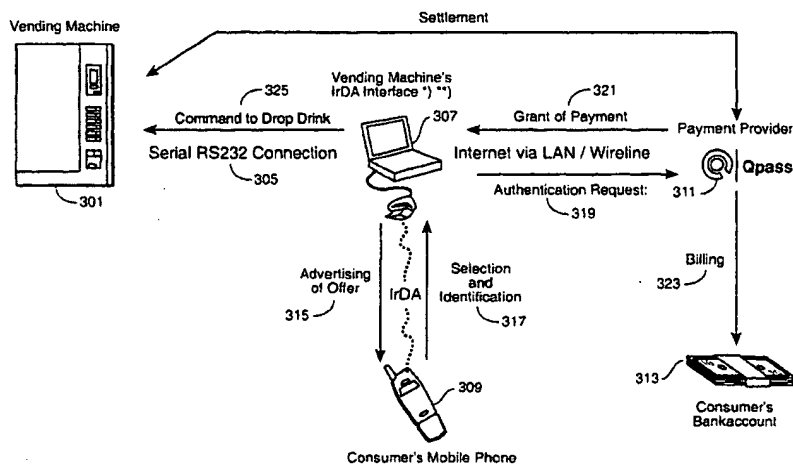 Settlement
Vending Machine
325
Vending Machine's
IrDA Interface *) **)
307
321
Command to Drop Drink
Grant of Payment
Payment Provider
Serial RS232 Connection
305
Internet via LAN / Wireline
311
Qpass
301
Authentication Request:
319
Advertising
of Offer
315
IrDA
Selection
and
Identification
317
Billing
323
309
313
Consumer's
Bankaccount
Consumer's Mobile Phone